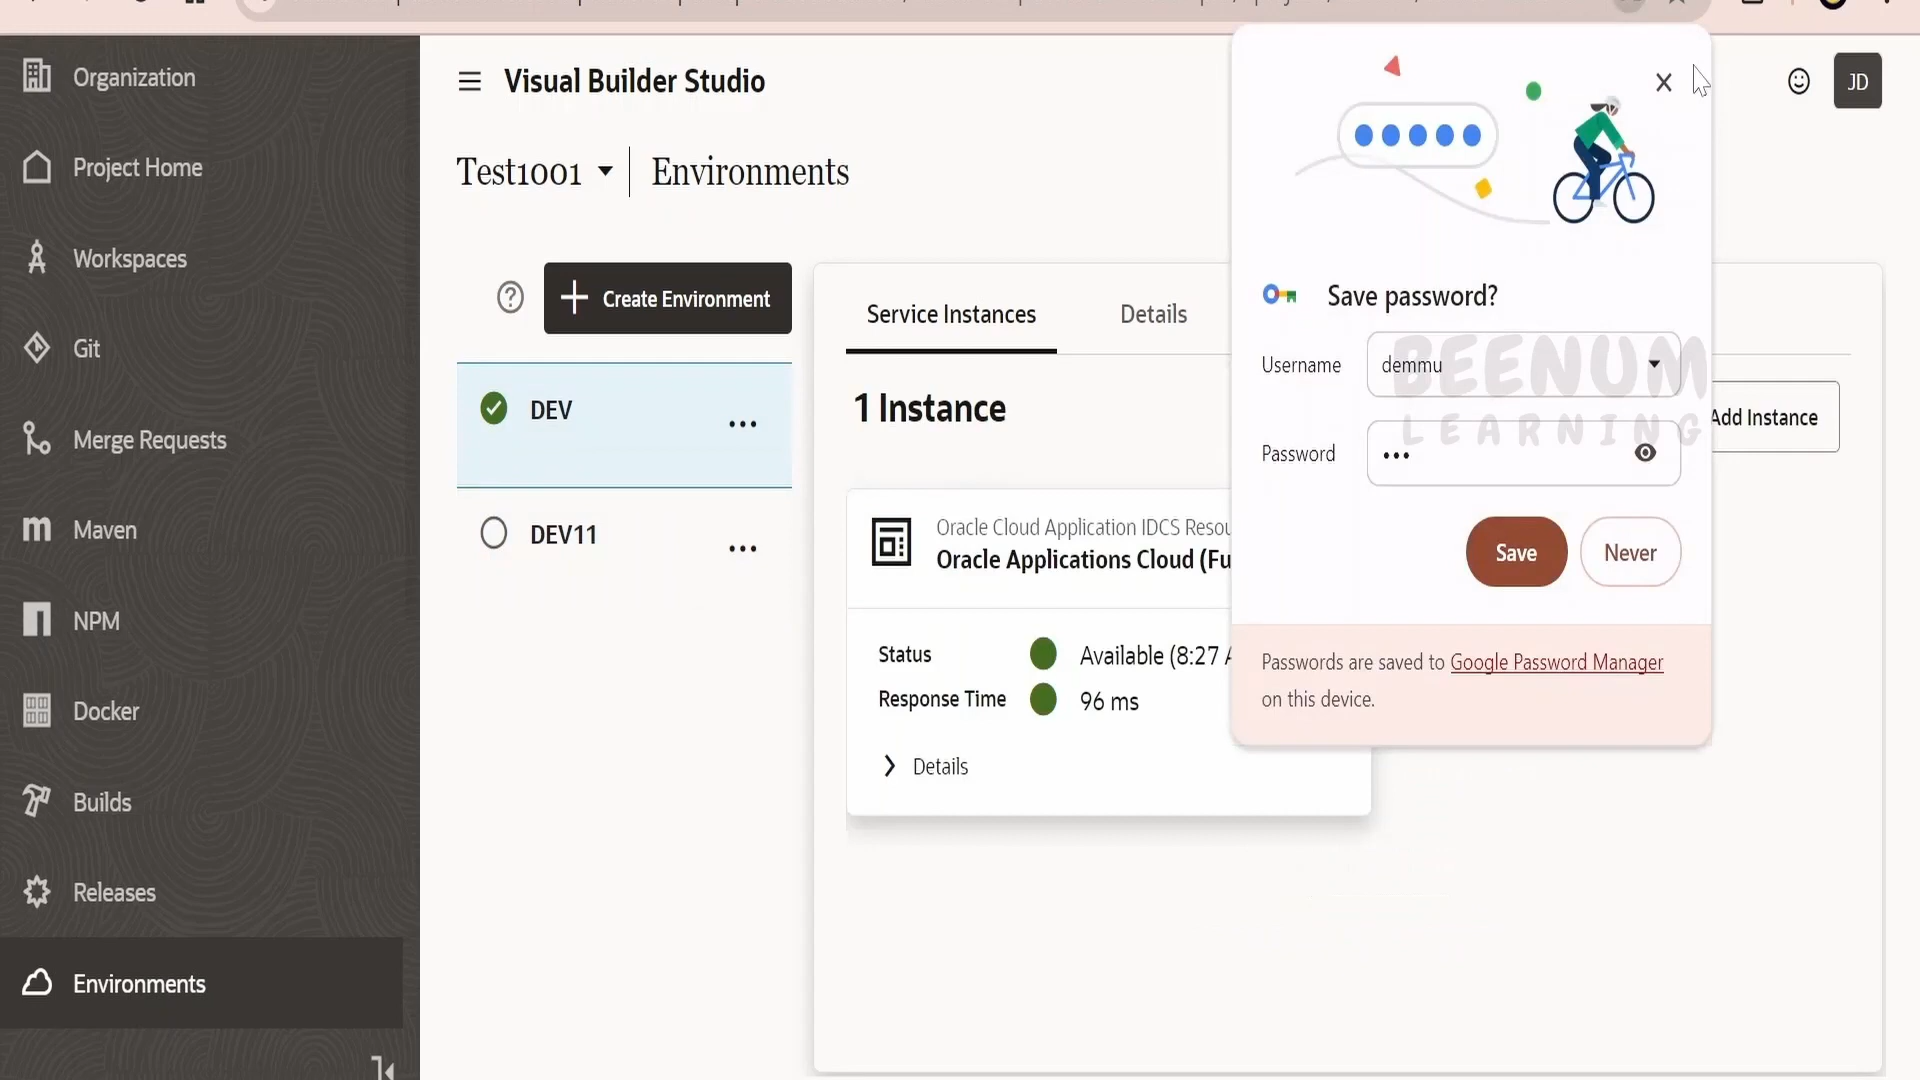 Organization
Project Home
Workspaces
Git
Merge Requests
Maven
NPM
Docker
Builds
Releases
Environments
Visual Builder Studio
JD
Test1001
Environments
Create Environment
DEV
DEV11
Service Instances
Details
1 Instance
Add Instance
Oracle Cloud Application IDCS
Oracle Applications Cloud
Status
Available (8:27
Response Time
96 ms
Details
Save password?
Username
demmu
Password
Save
Never
Passwords are saved to Google Password Manager
on this device.
BEENUM
LEARNING